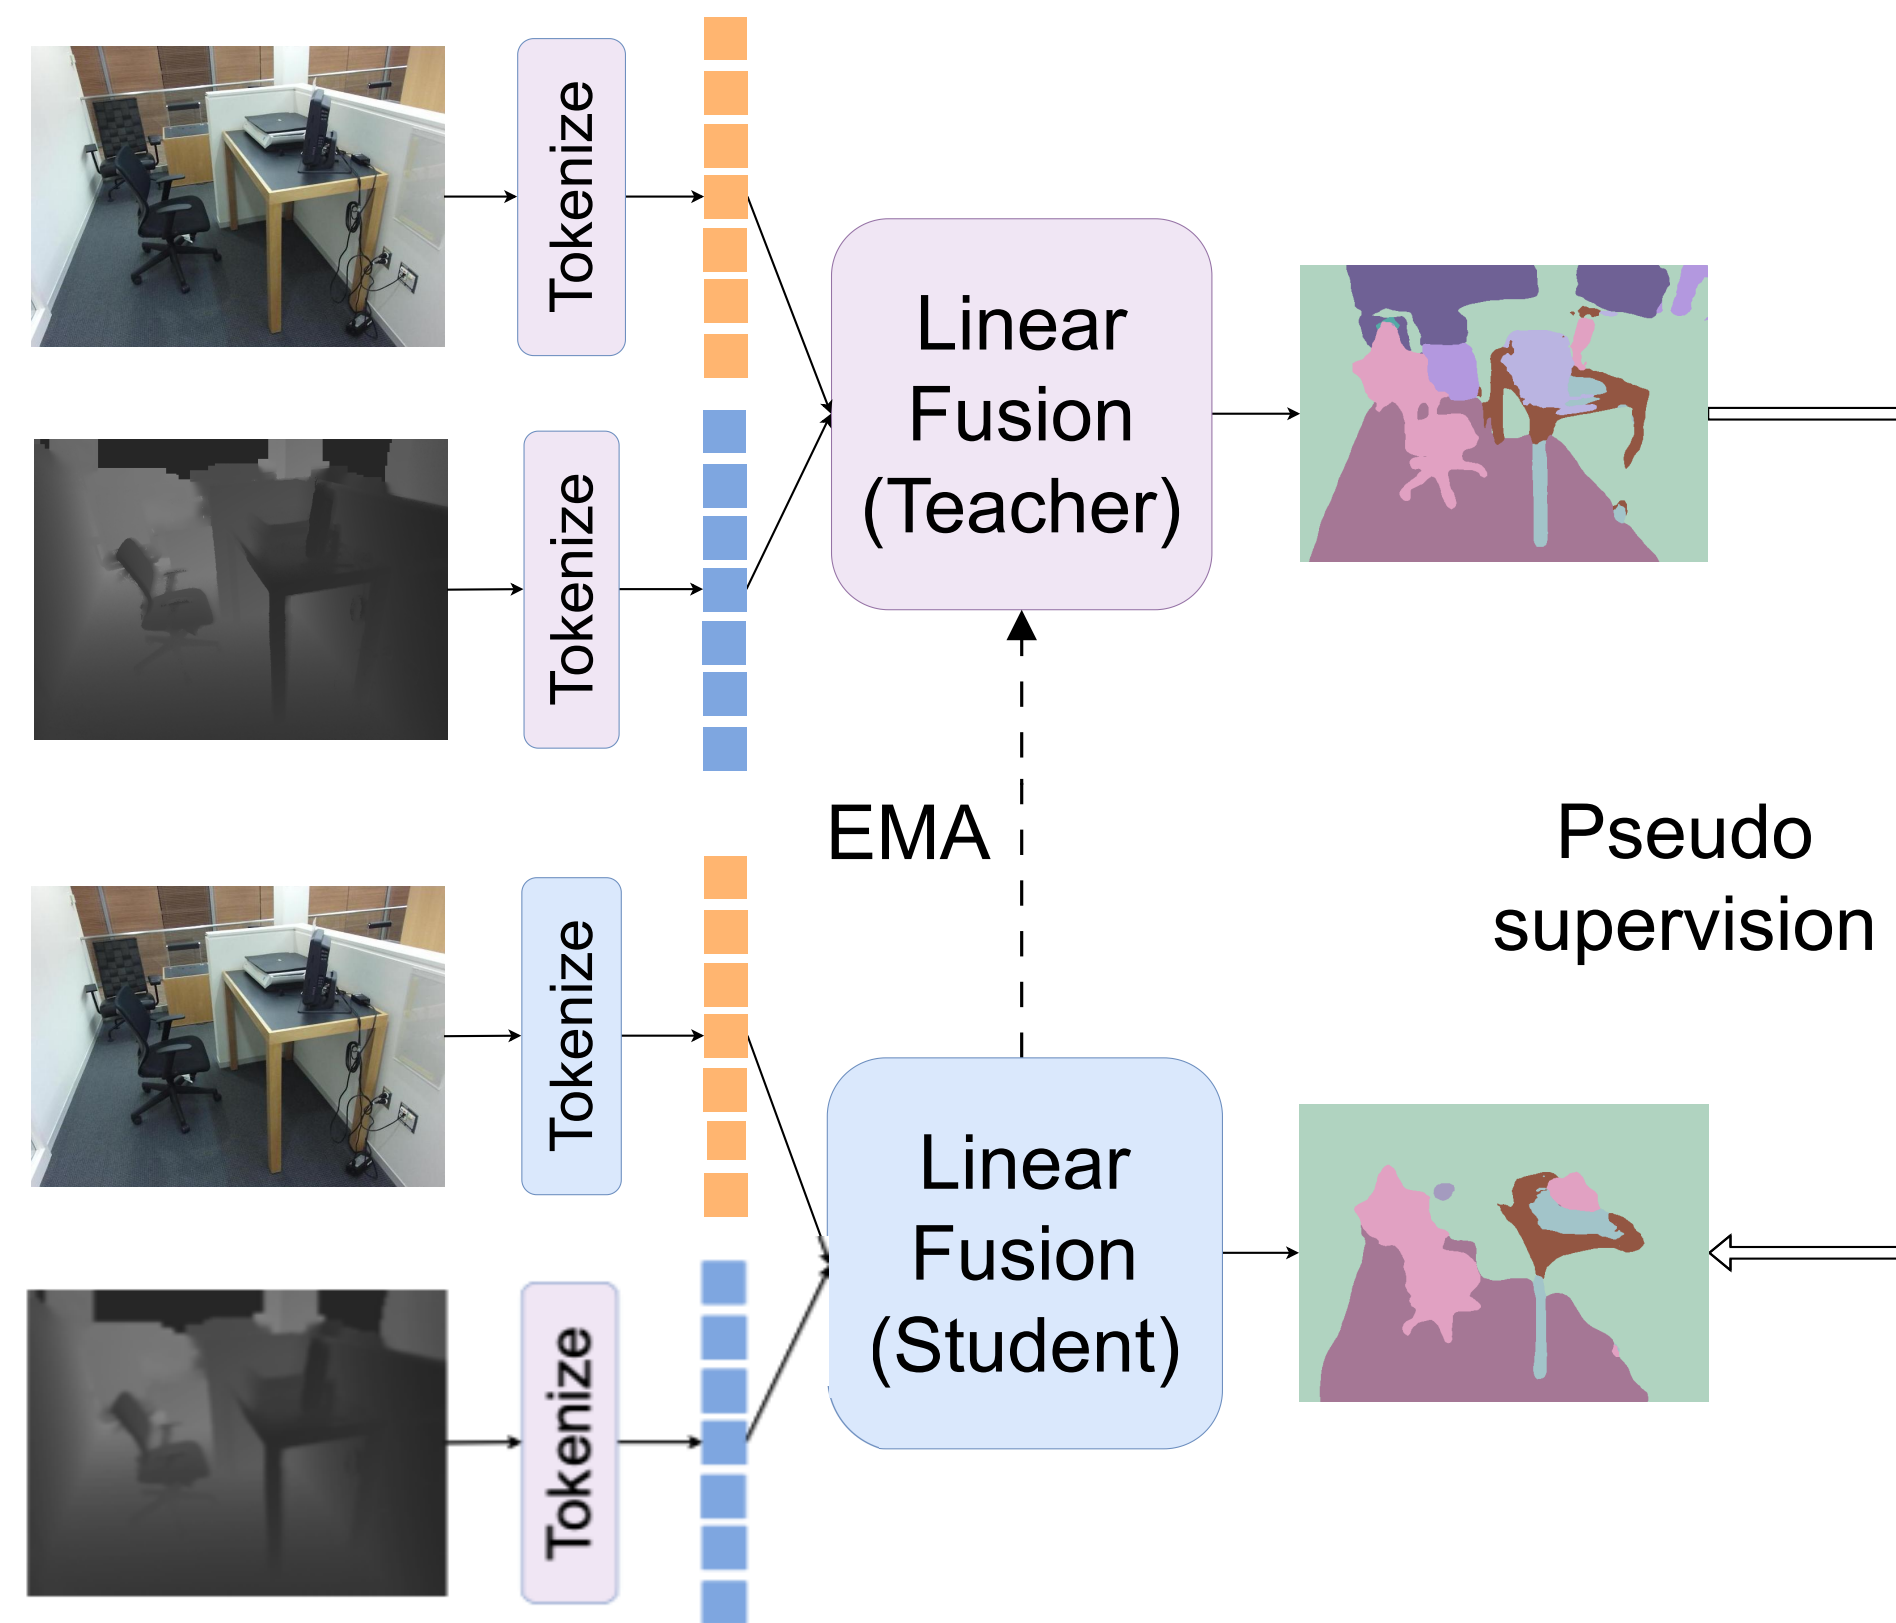 Tokenize
Linear
Fusion
(Teacher)
Tokenize
EMA
Pseudo
supervision
Tokenize
Linear
Fusion
(Student)
Tokenize